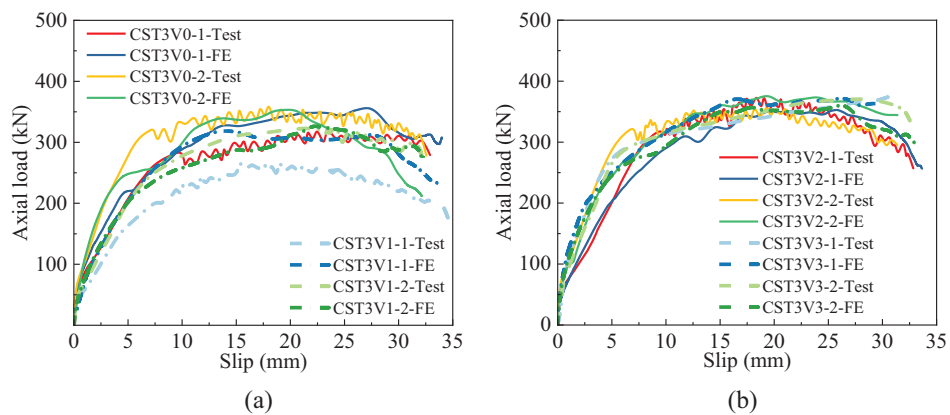 500
400
300
200
100
0
0
5
10
15
20
25
30
35
Axial load (kN)
Slip (mm)
CST3V0-1-Test
CST3V0-1-FE
CST3V0-2-Test
CST3V0-2-FE
CST3V1-1-Test
CST3V1-1-FE
CST3V1-2-Test
CST3V1-2-FE
(a)
500
400
300
200
100
0
0
5
10
15
20
25
30
35
Axial load (kN)
Slip (mm)
CST3V2-1-Test
CST3V2-1-FE
CST3V2-2-Test
CST3V2-2-FE
CST3V3-1-Test
CST3V3-1-FE
CST3V3-2-Test
CST3V3-2-FE
(b)